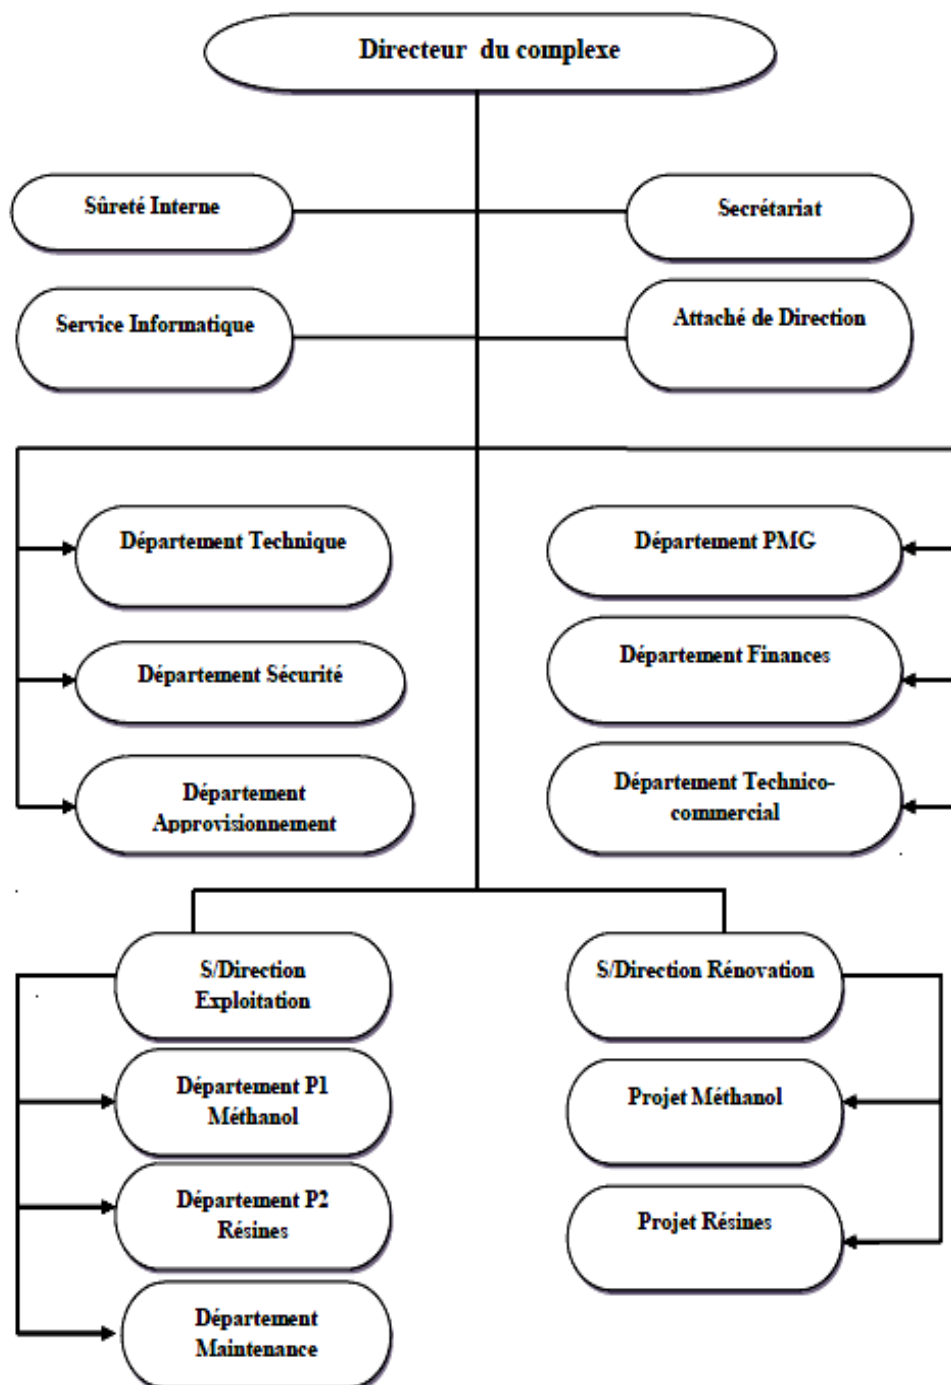 Directeur du complexe
Sûreté Interne
Secrétariat
Service Informatique
Attaché de Direction
Département Technique
Département PMG
Département Sécurité
Département Finances
Département
Approvisionnement
Département Technico-
commercial
S/Direction
Exploitation
S/Direction Rénovation
Département P1
Méthanol
Projet Méthanol
Département P2
Résines
Projet Résines
Département
Maintenance